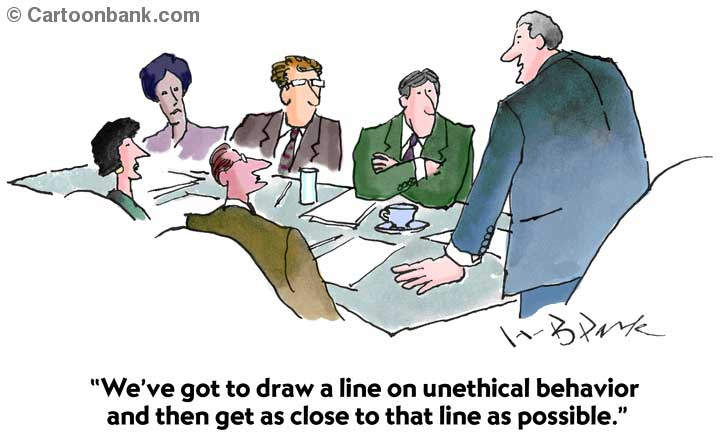 © Cartoonbank.com
"We've got to draw a line on unethical behavior
and then get as close to that line as possible."